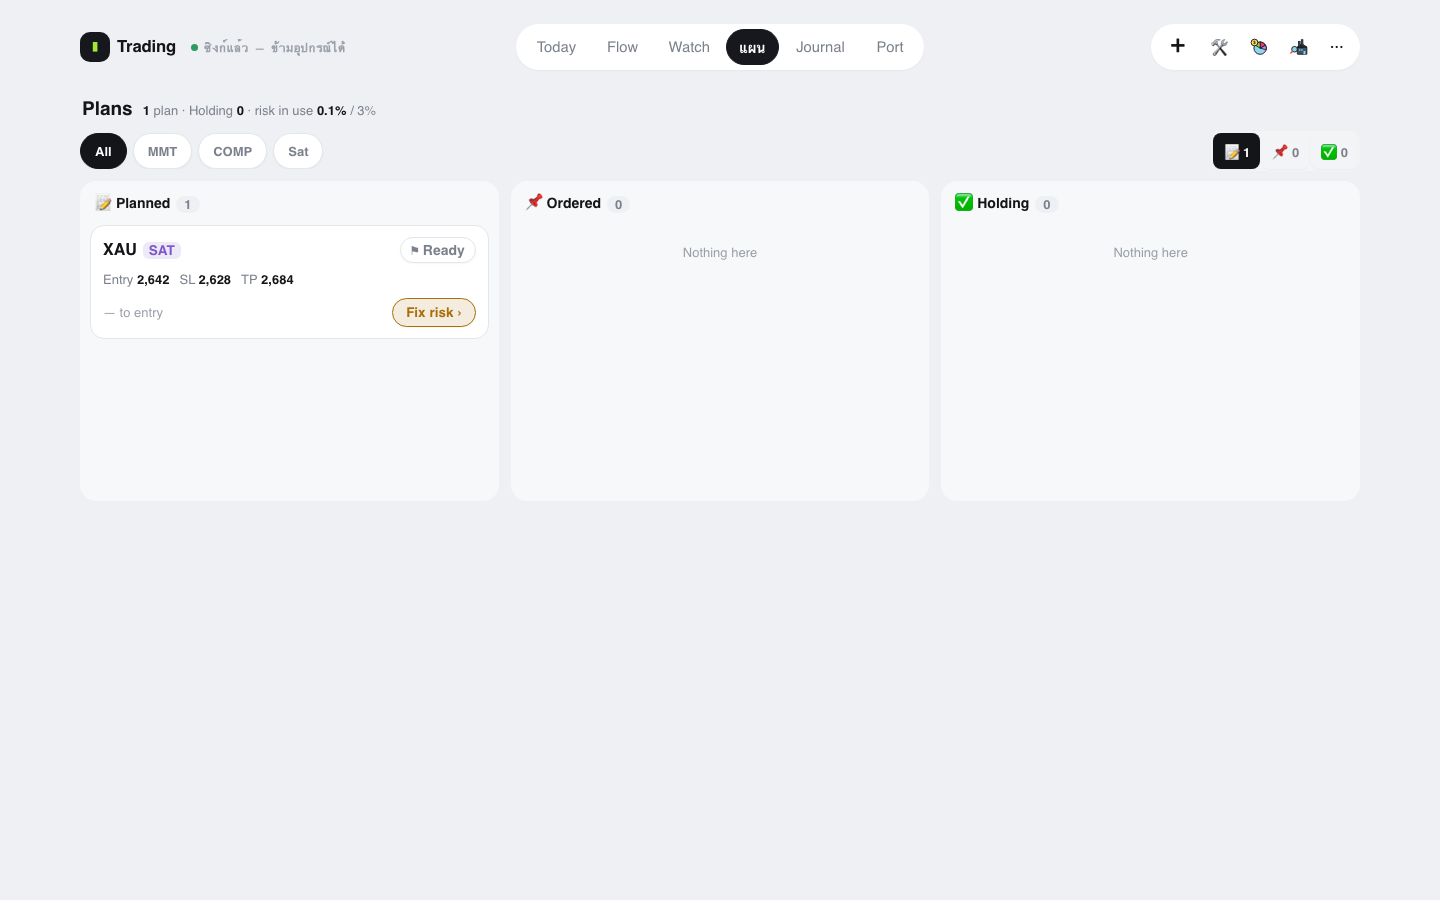 Trading
ซิงก์แล้ว — ข้ามอุปกรณ์ได้
Today Flow Watch แผน Journal Port
+ ···
Plans 1 plan · Holding 0 · risk in use 0.1% / 3%
All MMT COMP Sat
1 0 0
Planned 1
XAU SAT Ready
Entry 2,642 SL 2,628 TP 2,684
— to entry Fix risk ›
Ordered 0
Nothing here
Holding 0
Nothing here